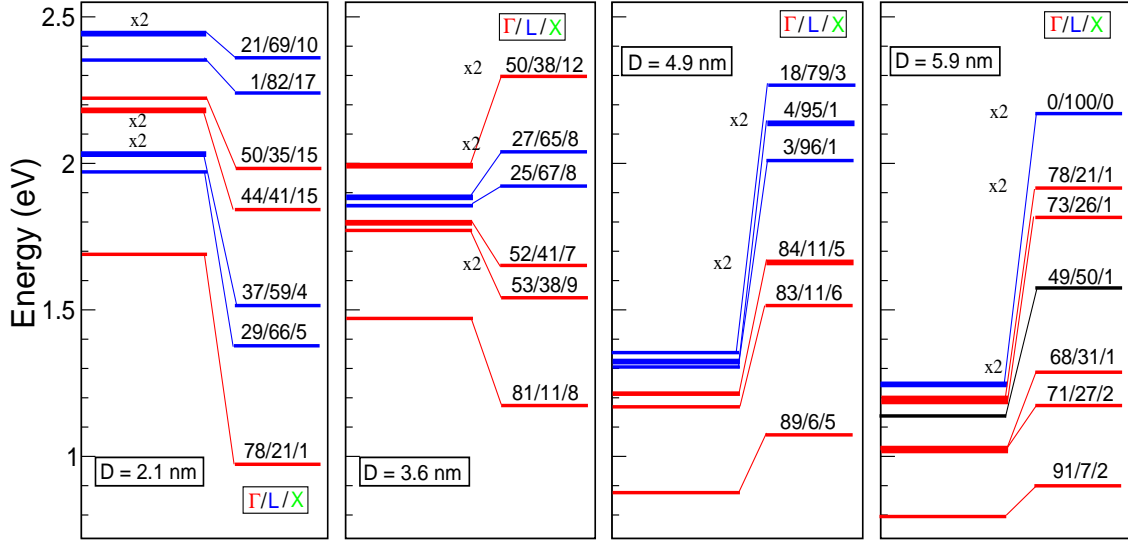 Energy (eV)
2.5
2
1.5
1
x2
21/69/10
1/82/17
x2
x2
50/35/15
44/41/15
37/59/4
29/66/5
78/21/1
D = 2.1 nm
Γ/L/X
Γ/L/X
x2
50/38/12
x2
27/65/8
25/67/8
52/41/7
x2
53/38/9
81/11/8
D = 3.6 nm
Γ/L/X
D = 4.9 nm
18/79/3
x2
4/95/1
3/96/1
x2
84/11/5
83/11/6
89/6/5
Γ/L/X
D = 5.9 nm
x2
0/100/0
78/21/1
x2
73/26/1
49/50/1
x2
68/31/1
71/27/2
91/7/2